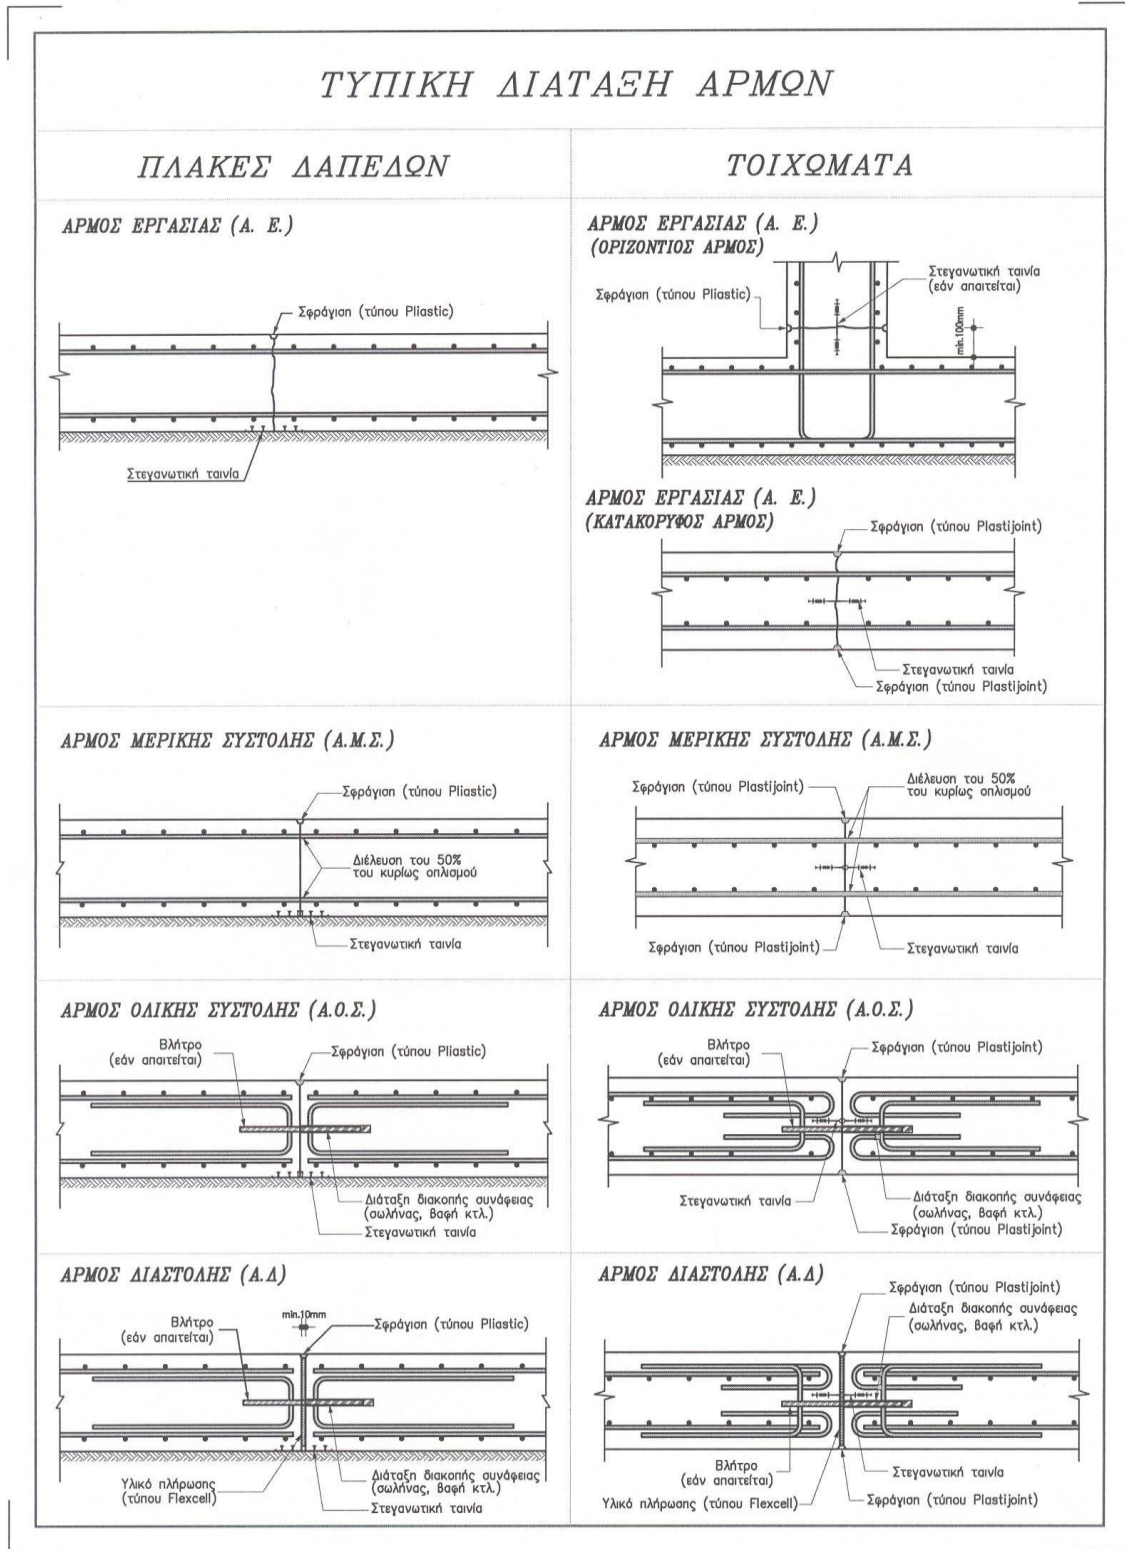 ΤΥΠΙΚΗ ΔΙΑΤΑΞΗ ΑΡΜΩΝ
ΠΛΑΚΕΣ ΔΑΠΕΔΩΝ
ΑΡΜΟΣ ΕΡΓΑΣΙΑΣ (Α. Ε.)
Σφράγιση (τύπου Pliastic)
Στεγανωτική ταινία
ΤΟΙΧΩΜΑΤΑ
ΑΡΜΟΣ ΕΡΓΑΣΙΑΣ (Α. Ε.)
(ΟΡΙΖΟΝΤΙΟΣ ΑΡΜΟΣ)
Στεγανωτική ταινία
(εάν απαιτείται)
Σφράγιση (τύπου Pliastic)
min.100mm
ΑΡΜΟΣ ΕΡΓΑΣΙΑΣ (Α. Ε.)
(ΚΑΤΑΚΟΡΥΦΟΣ ΑΡΜΟΣ)
Σφράγιση (τύπου Plastijoint)
Στεγανωτική ταινία
Σφράγιση (τύπου Plastijoint)
ΑΡΜΟΣ ΜΕΡΙΚΗΣ ΣΥΣΤΟΛΗΣ (Α.Μ.Σ.)
Σφράγιση (τύπου Pliastic)
Διέλευση του 50%
του κυρίως οπλισμού
Στεγανωτική ταινία
ΑΡΜΟΣ ΜΕΡΙΚΗΣ ΣΥΣΤΟΛΗΣ (Α.Μ.Σ.)
Σφράγιση (τύπου Plastijoint)
Διέλευση του 50%
του κυρίως οπλισμού
Σφράγιση (τύπου Plastijoint)
Στεγανωτική ταινία
ΑΡΜΟΣ ΟΛΙΚΗΣ ΣΥΣΤΟΛΗΣ (Α.Ο.Σ.)
Βλήτρο
(εάν απαιτείται)
Σφράγιση (τύπου Pliastic)
Διάταξη διακοπής συνάφειας
(σωλήνας, βαφή κτλ.)
Στεγανωτική ταινία
ΑΡΜΟΣ ΟΛΙΚΗΣ ΣΥΣΤΟΛΗΣ (Α.Ο.Σ.)
Βλήτρο
(εάν απαιτείται)
Σφράγιση (τύπου Plastijoint)
Στεγανωτική ταινία
Διάταξη διακοπής συνάφειας
(σωλήνας, βαφή κτλ.)
Σφράγιση (τύπου Plastijoint)
ΑΡΜΟΣ ΔΙΑΣΤΟΛΗΣ (Α.Δ)
Βλήτρο
(εάν απαιτείται)
min.10mm
Σφράγιση (τύπου Pliastic)
Υλικό πλήρωσης
(τύπου Flexcell)
Διάταξη διακοπής συνάφειας
(σωλήνας, βαφή κτλ.)
Στεγανωτική ταινία
ΑΡΜΟΣ ΔΙΑΣΤΟΛΗΣ (Α.Δ)
Σφράγιση (τύπου Plastijoint)
Διάταξη διακοπής συνάφειας
(σωλήνας, βαφή κτλ.)
Βλήτρο
(εάν απαιτείται)
Στεγανωτική ταινία
Υλικό πλήρωσης (τύπου Flexcell)
Σφράγιση (τύπου Plastijoint)